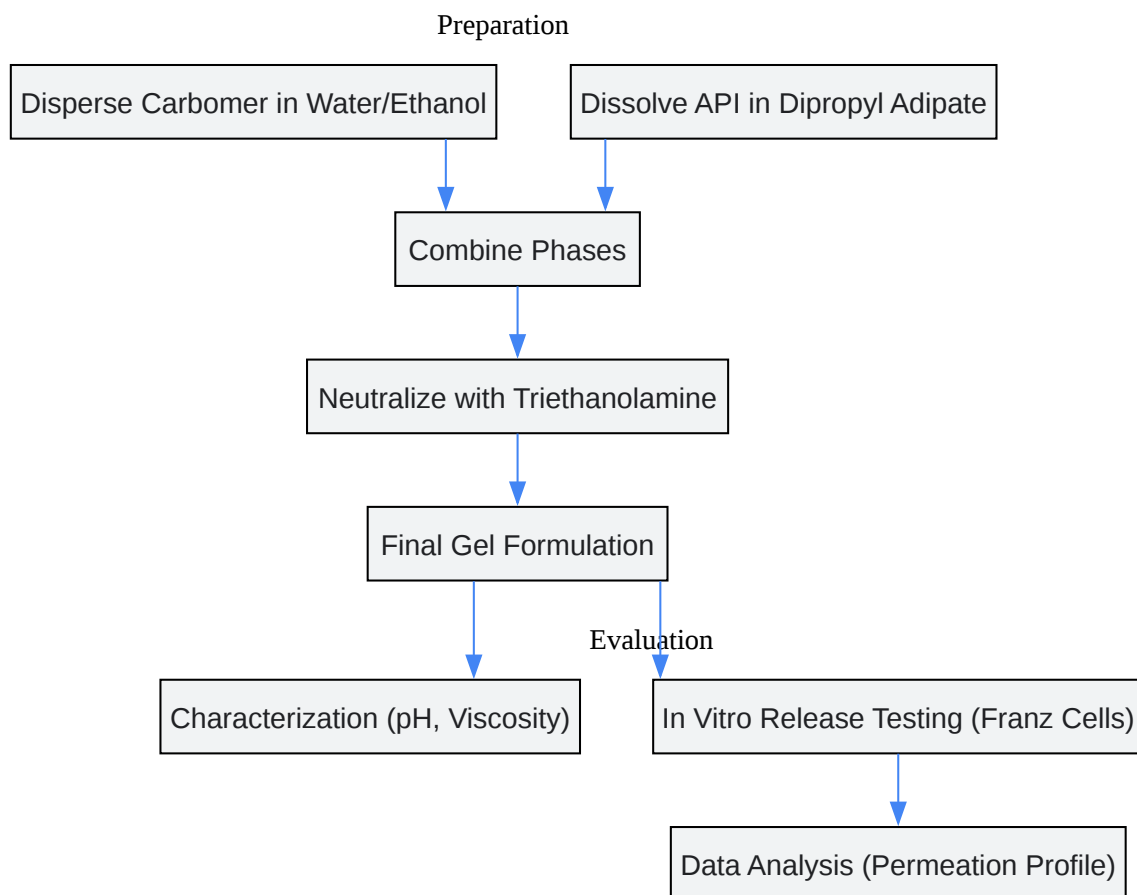 Preparation
Disperse Carbomer in Water/Ethanol
Dissolve API in Dipropyl Adipate
Combine Phases
Neutralize with Triethanolamine
Final Gel Formulation
Evaluation
Characterization (pH, Viscosity)
In Vitro Release Testing (Franz Cells)
Data Analysis (Permeation Profile)